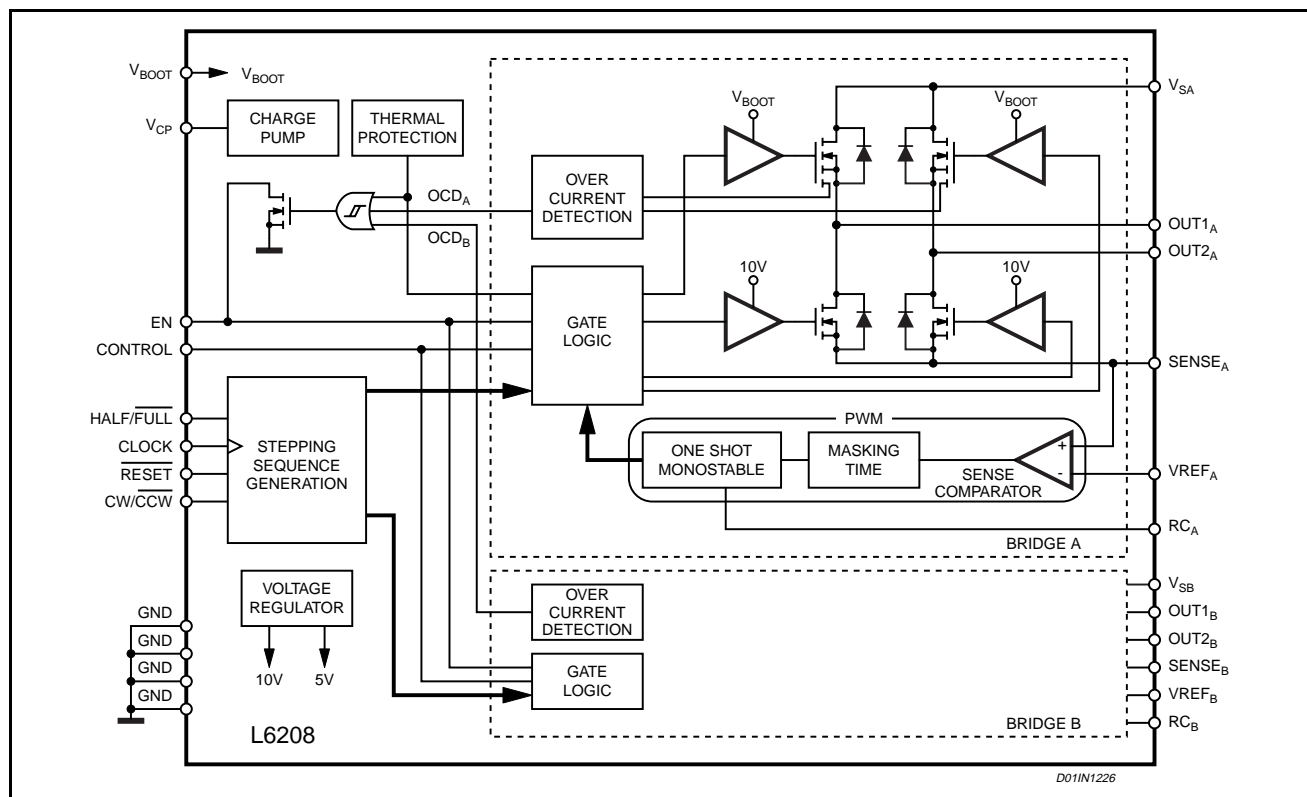 VBOOT
VBOOT
VCP
CHARGE
PUMP
THERMAL
PROTECTION
OCDA
OCDB
OVER
CURRENT
DETECTION
VBOOT
VBOOT
VSA
OUT1A
OUT2A
10V
10V
EN
CONTROL
GATE
LOGIC
SENSEA
HALF/FULL
CLOCK
RESET
CW/CCW
STEPPING
SEQUENCE
GENERATION
PWM
ONE SHOT
MONOSTABLE
MASKING
TIME
+
-
SENSE
COMPARATOR
VREFA
RCA
BRIDGE A
VOLTAGE
REGULATOR
10V
5V
GND
GND
GND
GND
OVER
CURRENT
DETECTION
GATE
LOGIC
VSB
OUT1B
OUT2B
SENSEB
VREFB
RCB
BRIDGE B
L6208
D01IN1226